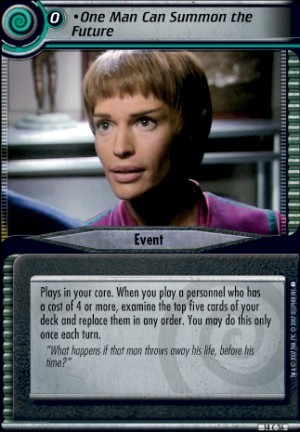 0
•One Man Can Summon the
Future
Event
Plays in your core. When you play a personnel who
has a cost of 4 or more, examine the top five cards of
your deck and replace them in any order. You may do this
only once each turn.
"What happens if that man throws away his life, before his
time?"
14 C 36